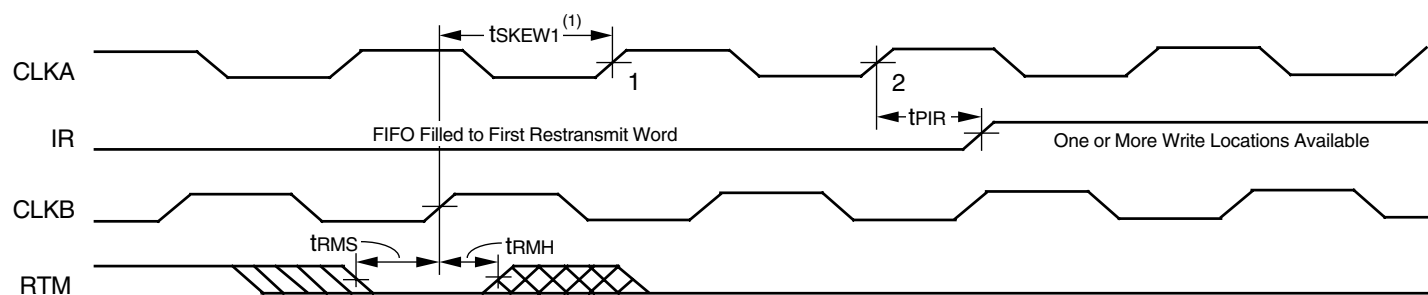 tSKEW1(1)
CLKA
1
2
tPIR
IR
FIFO Filled to First Restransmit Word
One or More Write Locations Available
CLKB
tRMS
tRMH
RTM